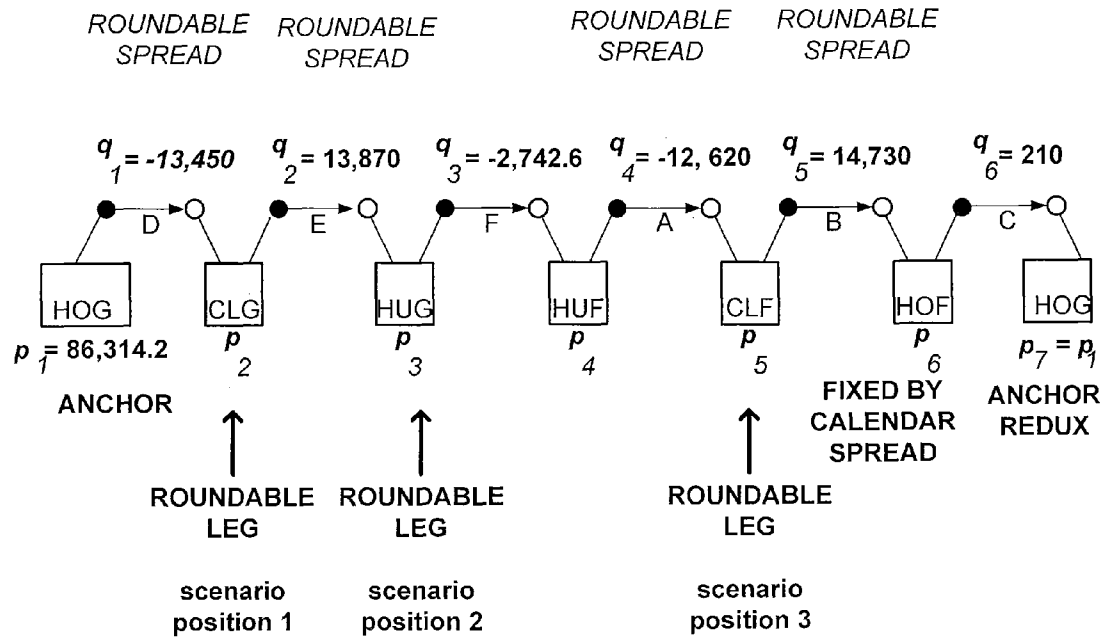 ROUNDABLE SPREAD
ROUNDABLE SPREAD
ROUNDABLE SPREAD
ROUNDABLE SPREAD
q1 = -13,450
q2 = 13,870
q3 = -2,742.6
q4 = -12, 620
q5 = 14,730
q6 = 210
D
E
F
A
B
C
HOG
CLG
HUG
HUF
CLF
HOF
HOG
p1 = 86,314.2
p2
p3
p4
p5
p6
p7 = p1
ANCHOR
FIXED BY
CALENDAR
SPREAD
ANCHOR
REDUX
ROUNDABLE
LEG
ROUNDABLE
LEG
ROUNDABLE
LEG
scenario
position 1
scenario
position 2
scenario
position 3